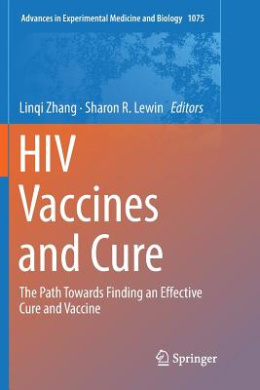 Advances in Experimental Medicine and Biology 1075
Linqi Zhang · Sharon R. Lewin Editors
HIV
Vaccines
and Cure
The Path Towards Finding an Effective
Cure and Vaccine
Springer